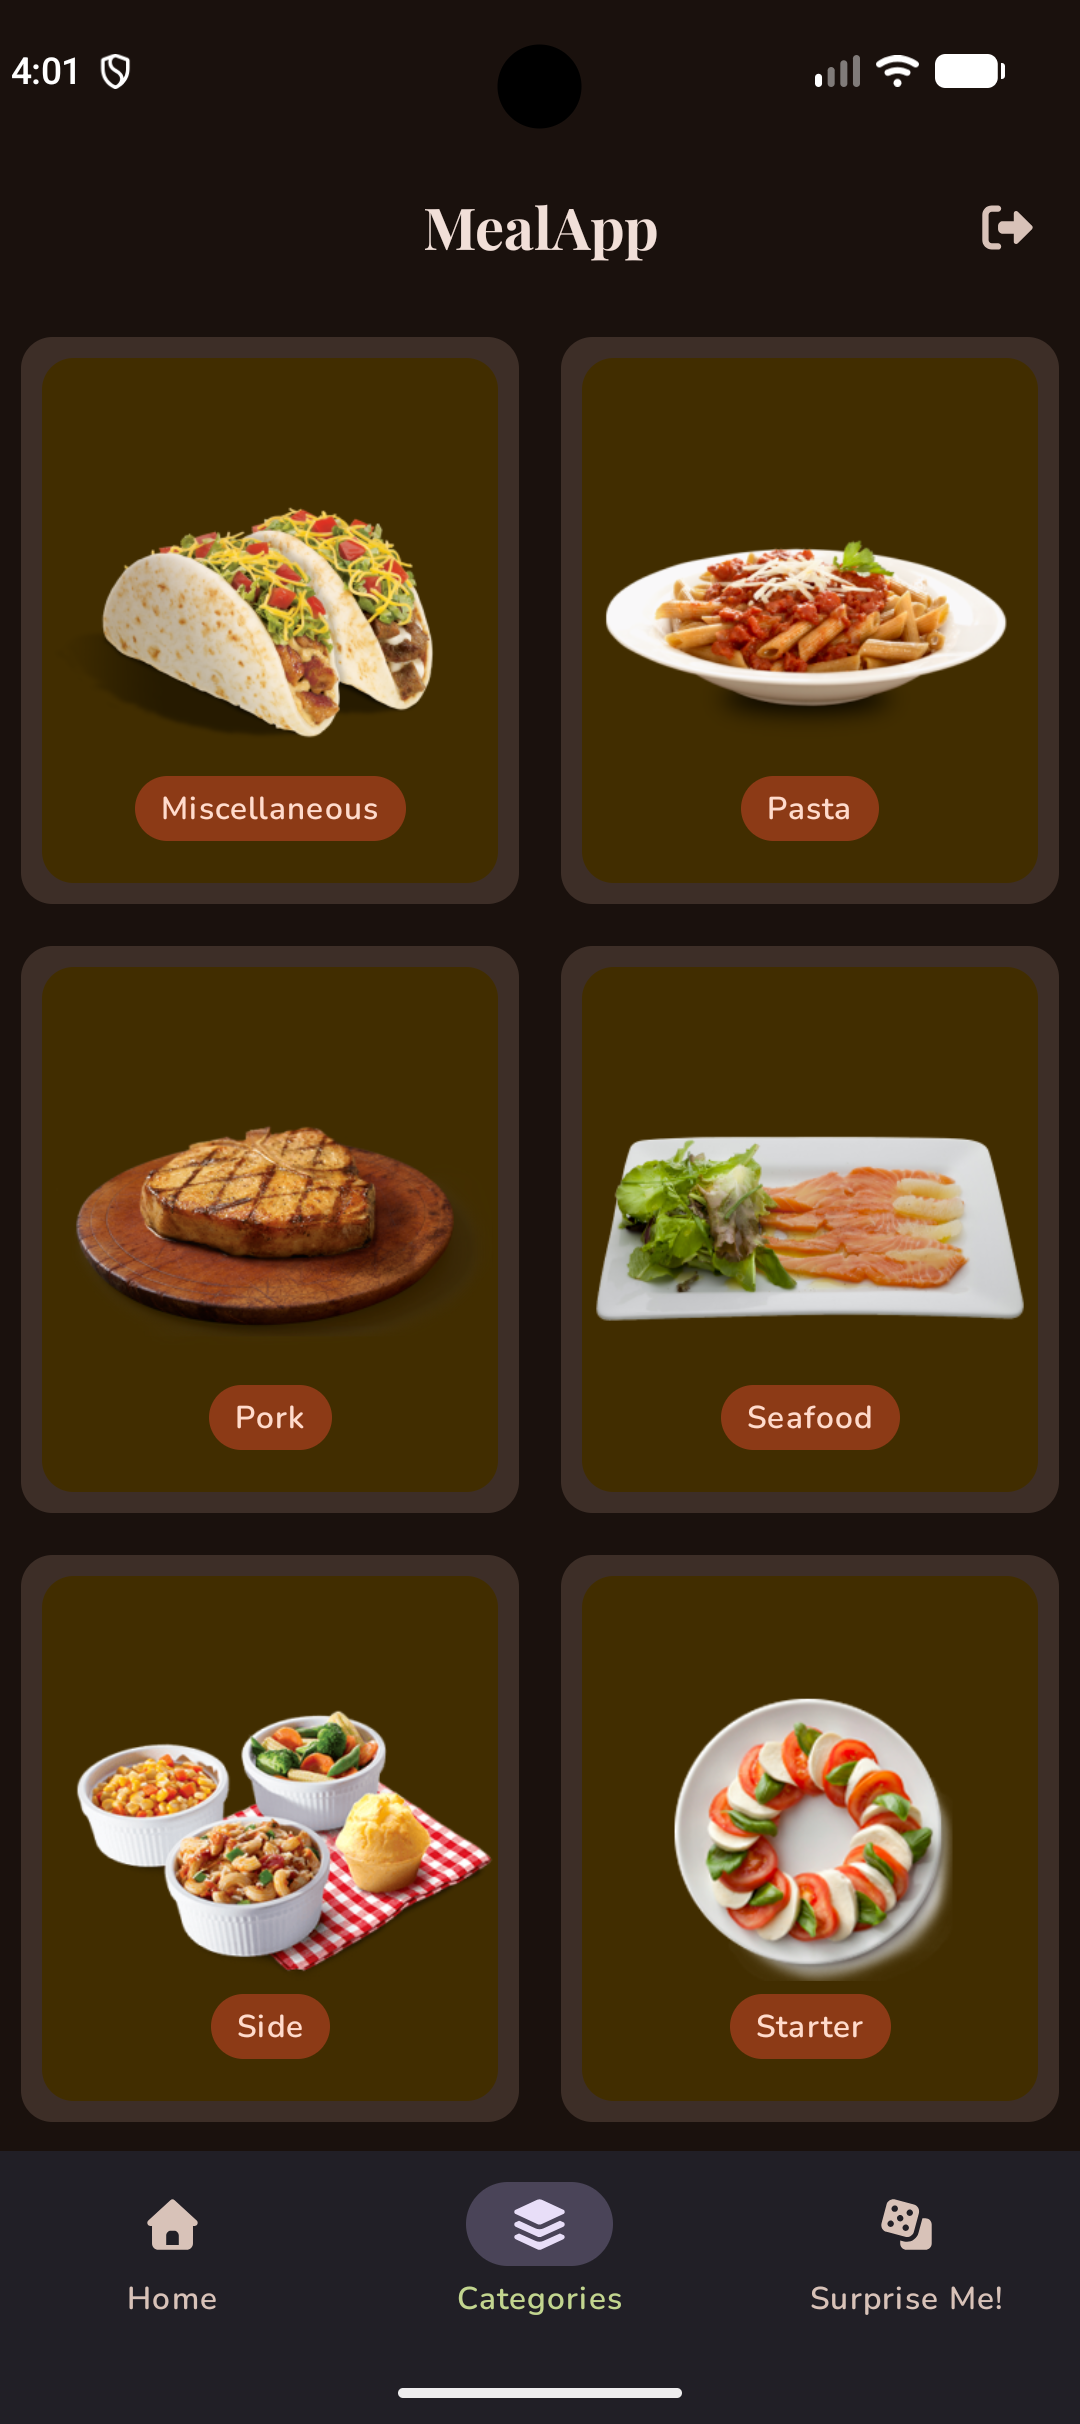 4:01
MealApp
Miscellaneous
Pasta
Pork
Seafood
Side
Starter
Home
Categories
Surprise Me!